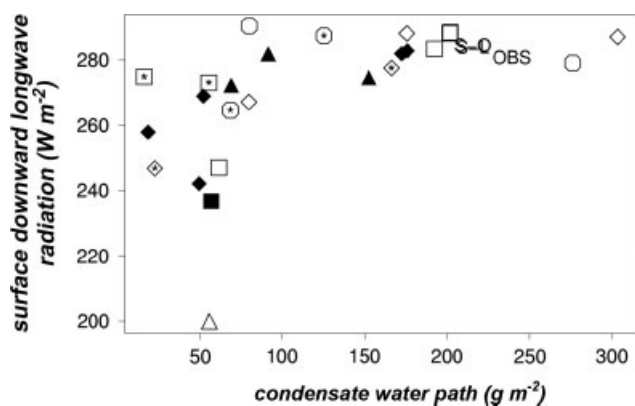 surface downward longwave
radiation (W m-2)
280
260
240
220
200
S-D
OBS
50
100
150
200
250
300
condensate water path (g m-2)